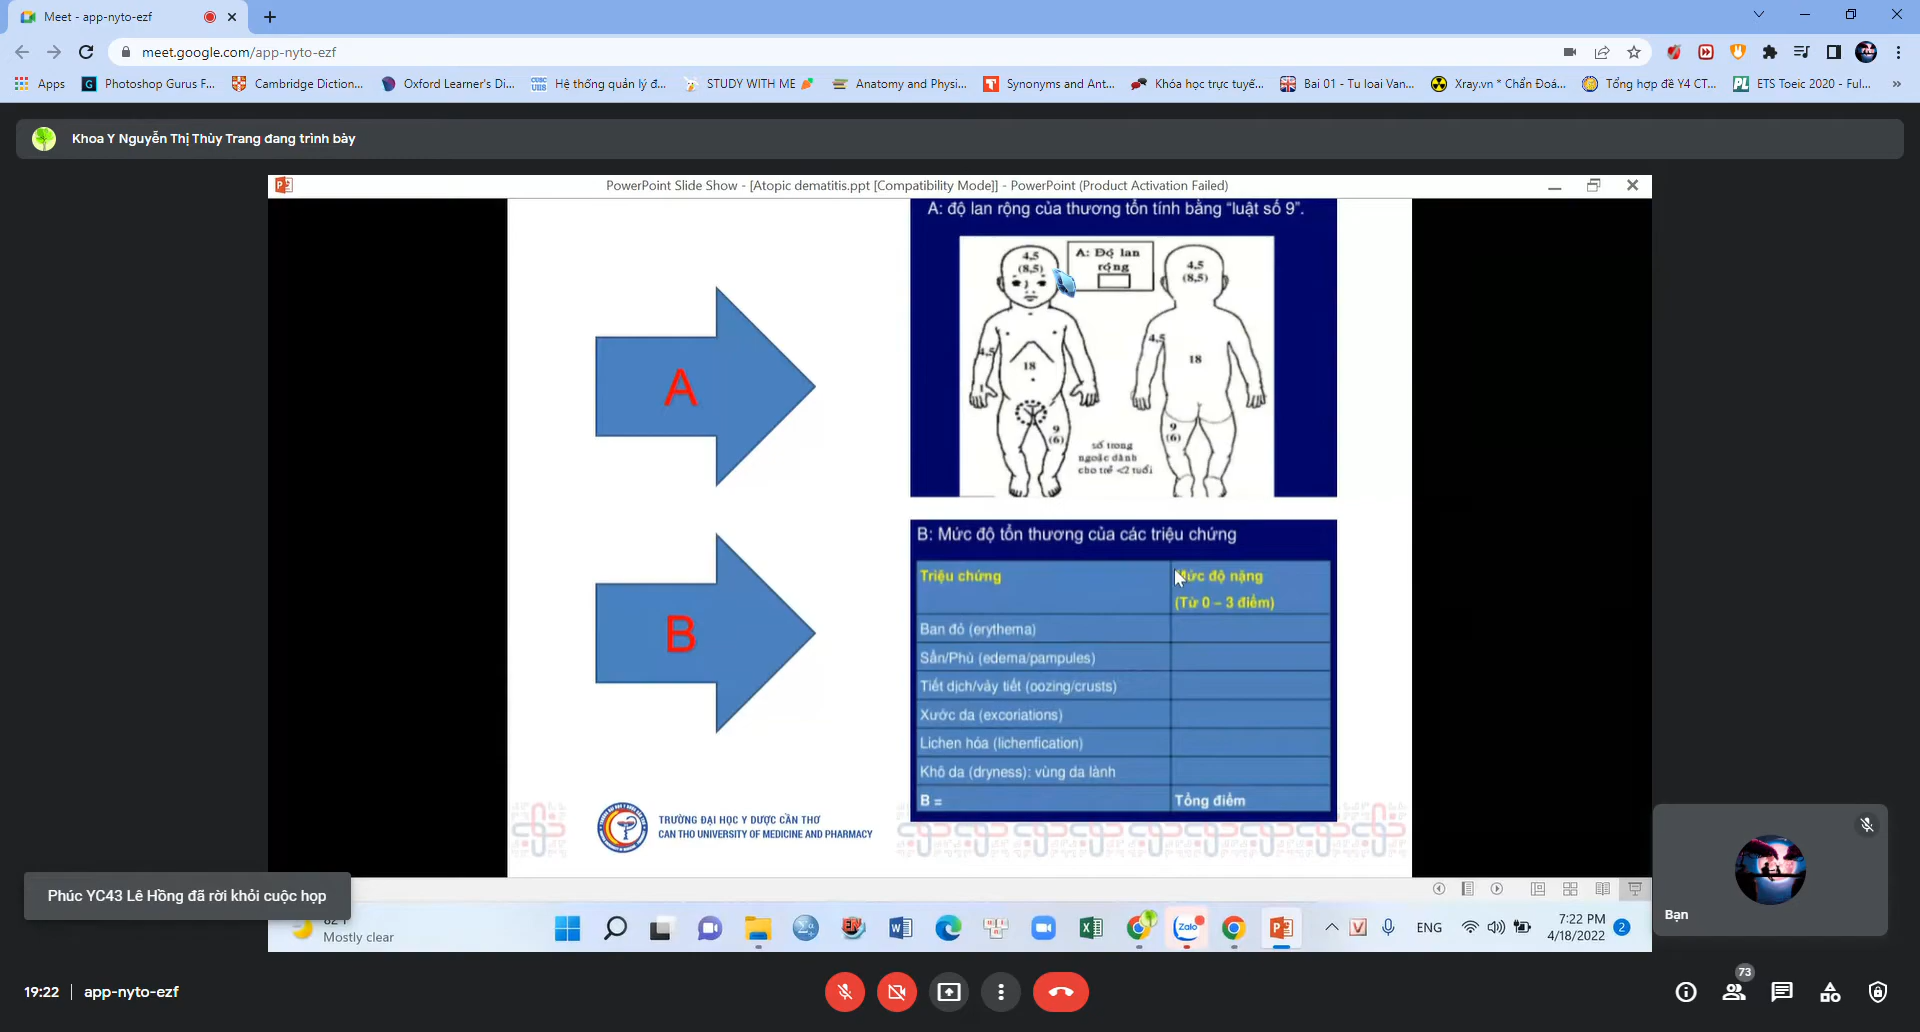 Meet - app-nyto-ezf
meet.google.com/app-nyto-ezf
Apps
Photoshop Gurus F...
Cambridge Diction...
Oxford Learner's Di...
Hệ thống quản lý đ...
STUDY WITH ME
Anatomy and Physi...
Synonyms and Ant...
Khóa học trực tuyế...
Bai 01 - Tu loai Van...
Xray.vn * Chẩn Đoá...
Tổng hợp đề Y4 CT...
ETS Toeic 2020 - Ful...
Khoa Y Nguyễn Thị Thùy Trang đang trình bày
PowerPoint Slide Show - [Atopic dematitis.ppt [Compatibility Mode]] - PowerPoint (Product Activation Failed)
A: độ lan rộng của thương tổn tính bằng “luật số 9”.
A: Độ lan
rộng
4,5
(8,5)
4,5
(8,5)
4,5
18
1
9
(6)
4,5
18
9
(6)
số trong
ngoặc dành
cho trẻ <2 tuổi
A
B
B: Mức độ tổn thương của các triệu chứng
Triệu chứng
Mức độ nặng
(Từ 0 – 3 điểm)
Ban đỏ (erythema)
Sẩn/Phù (edema/pampules)
Tiết dịch/vảy tiết (oozing/crusts)
Xước da (excoriations)
Lichen hóa (lichenfication)
Khô da (dryness): vùng da lành
B =
Tổng điểm
TRƯỜNG ĐẠI HỌC Y DƯỢC CẦN THƠ
CAN THO UNIVERSITY OF MEDICINE AND PHARMACY
Phúc YC43 Lê Hồng đã rời khỏi cuộc họp
Mostly clear
Zalo
ENG
7:22 PM
4/18/2022
2
Bạn
19:22
app-nyto-ezf
73